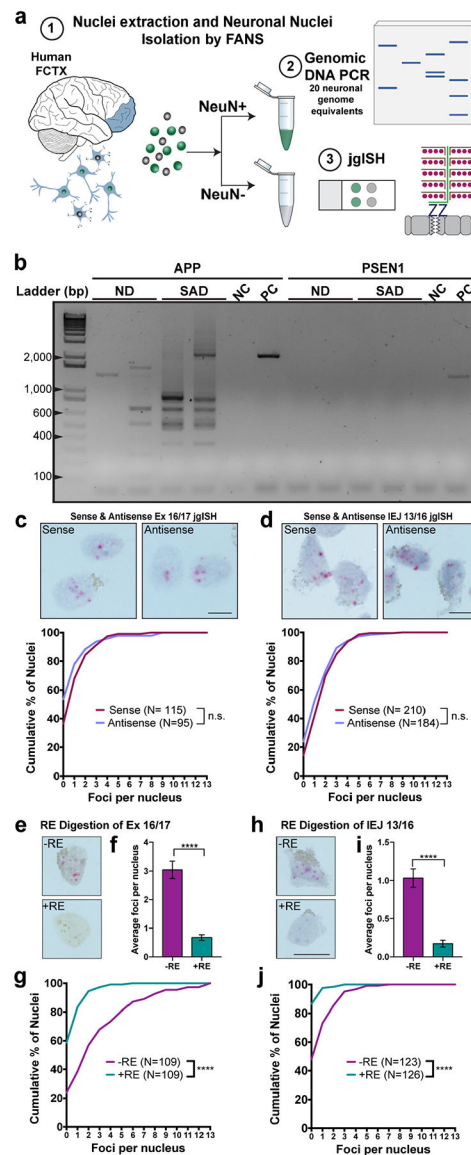 a
1
Nuclei extraction and Neuronal Nuclei
Isolation by FANS
Human
FCTX
NeuN+
NeuN-
2
Genomic
DNA PCR
20 neuronal
genome
equivalents
3
jgISH
ZZ
b
APP
PSEN1
Ladder (bp)
ND
SAD
NC
PC
ND
SAD
NC
PC
2,000
1,000
600
400
100
c
Sense & Antisense Ex 16/17 jgISH
Sense
Antisense
Cumulative % of Nuclei
100
80
60
40
20
0
Sense (N= 115)
Antisense (N=95)
n.s.
0 1 2 3 4 5 6 7 8 9 10 11 12 13
Foci per nucleus
d
Sense & Antisense IEJ 13/16 jgISH
Sense
Antisense
Cumulative % of Nuclei
100
80
60
40
20
0
Sense (N= 210)
Antisense (N=184)
n.s.
0 1 2 3 4 5 6 7 8 9 10 11 12 13
Foci per nucleus
e
RE Digestion of Ex 16/17
-RE
+RE
f
Average foci per nucleus
4
3
2
1
0
****
-RE
+RE
g
Cumulative % of Nuclei
100
80
60
40
20
0
-RE (N=109)
+RE (N=109)
****
0 1 2 3 4 5 6 7 8 9 10 11 12 13
Foci per nucleus
h
RE Digestion of IEJ 13/16
-RE
+RE
i
Average foci per nucleus
1.5
1.0
0.5
0.0
****
-RE
+RE
j
Cumulative % of Nuclei
100
80
60
40
20
0
-RE (N=123)
+RE (N=126)
****
0 1 2 3 4 5 6 7 8 9 10 11 12 13
Foci per nucleus